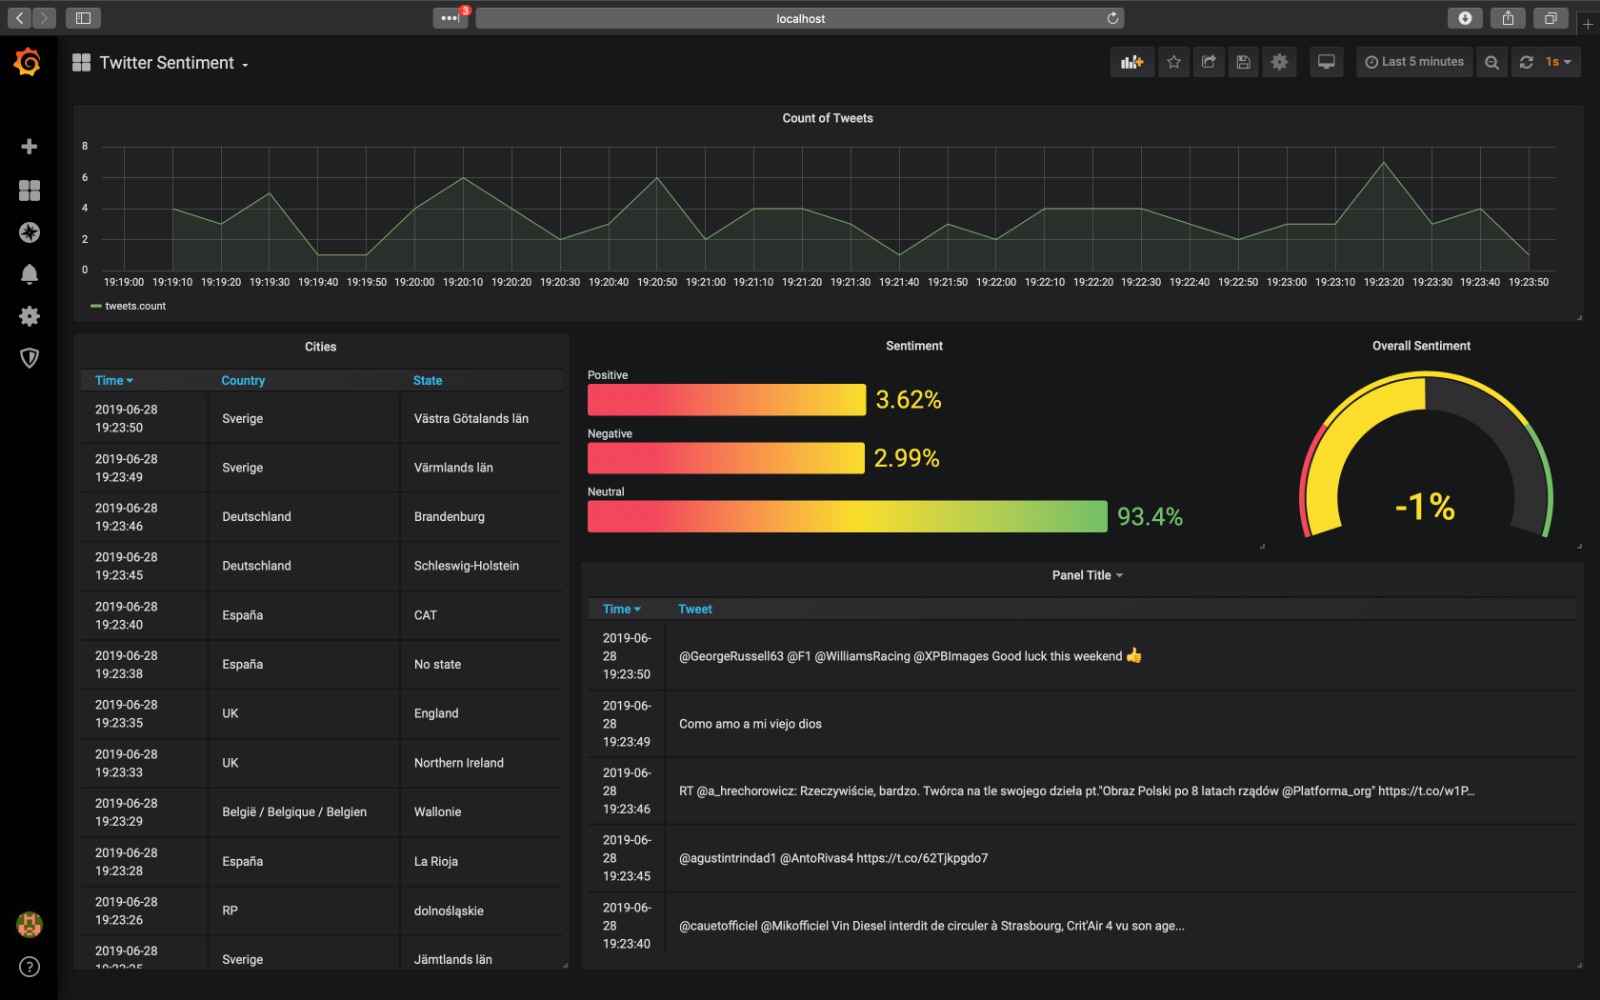 3
localhost
Twitter Sentiment
Last 5 minutes
1s
Count of Tweets
8
6
4
2
0
19:19:00 19:19:10 19:19:20 19:19:30 19:19:40 19:19:50 19:20:00 19:20:10 19:20:20 19:20:30 19:20:40 19:20:50 19:21:00 19:21:10 19:21:20 19:21:30 19:21:40 19:21:50 19:22:00 19:22:10 19:22:20 19:22:30 19:22:40 19:22:50 19:23:00 19:23:10 19:23:20 19:23:30 19:23:40 19:23:50
tweets.count
Cities
Time Country State
2019-06-28
19:23:50
Sverige
Västra Götalands län
2019-06-28
19:23:49
Sverige
Värmlands län
2019-06-28
19:23:46
Deutschland
Brandenburg
2019-06-28
19:23:45
Deutschland
Schleswig-Holstein
2019-06-28
19:23:40
España
CAT
2019-06-28
19:23:38
España
No state
2019-06-28
19:23:35
UK
England
2019-06-28
19:23:33
UK
Northern Ireland
2019-06-28
19:23:29
België / Belgique / Belgien
Wallonie
2019-06-28
19:23:28
España
La Rioja
2019-06-28
19:23:26
RP
dolnośląskie
2019-06-28
19:23:25
Sverige
Jämtlands län
Sentiment
Positive
3.62%
Negative
2.99%
Neutral
93.4%
Overall Sentiment
-1%
Panel Title
Time Tweet
2019-06-
28
19:23:50
@GeorgeRussell63 @F1 @WilliamsRacing @XPBImages Good luck this weekend 👍
2019-06-
28
19:23:49
Como amo a mi viejo dios
2019-06-
28
19:23:46
RT @a_hrechorowicz: Rzeczywiście, bardzo. Twórca na tle swojego dzieła pt."Obraz Polski po 8 latach rządów @Platforma_org" https://t.co/w1P…
2019-06-
28
19:23:45
@agustintrindad1 @AntoRivas4 https://t.co/62Tjkpgdo7
2019-06-
28
19:23:40
@cauetofficiel @Mikofficiel Vin Diesel interdit de circuler à Strasbourg, Crit'Air 4 vu son age...